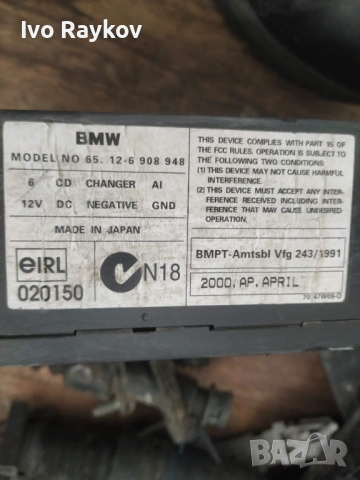 Ivo Raykov
BMW
MODEL NO 65. 12-6 908 948
6 CD CHANGER AI
12V DC NEGATIVE GND
MADE IN JAPAN
THIS DEVICE COMPLIES WITH PART 15 OF
THE FCC RULES. OPERATION IS SUBJECT TO
THE FOLLOWING TWO CONDITIONS:
(1) THIS DEVICE MAY NOT CAUSE HARMFUL
INTERFERENCE.
(2) THIS DEVICE MUST ACCEPT ANY INTER-
FERENCE RECEIVED INCLUDING INTER-
FERENCE THAT MAY CAUSE UNDESIRED
OPERATION.
eIRL
020150
N18
BMPT-Amtsbl Vfg 243/1991
2000. AP. APRIL
70-47W09-D
BAZAR